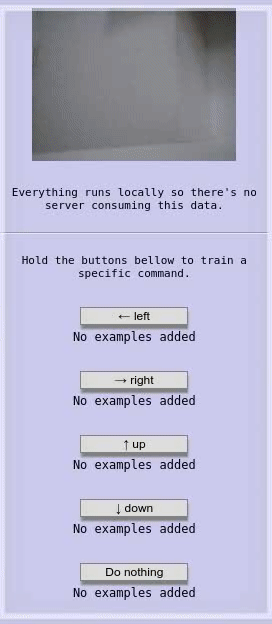 Everything runs locally so there's no
server consuming this data.
Hold the buttons bellow to train a
specific command.
← left
No examples added
→ right
No examples added
↑ up
No examples added
↓ down
No examples added
Do nothing
No examples added